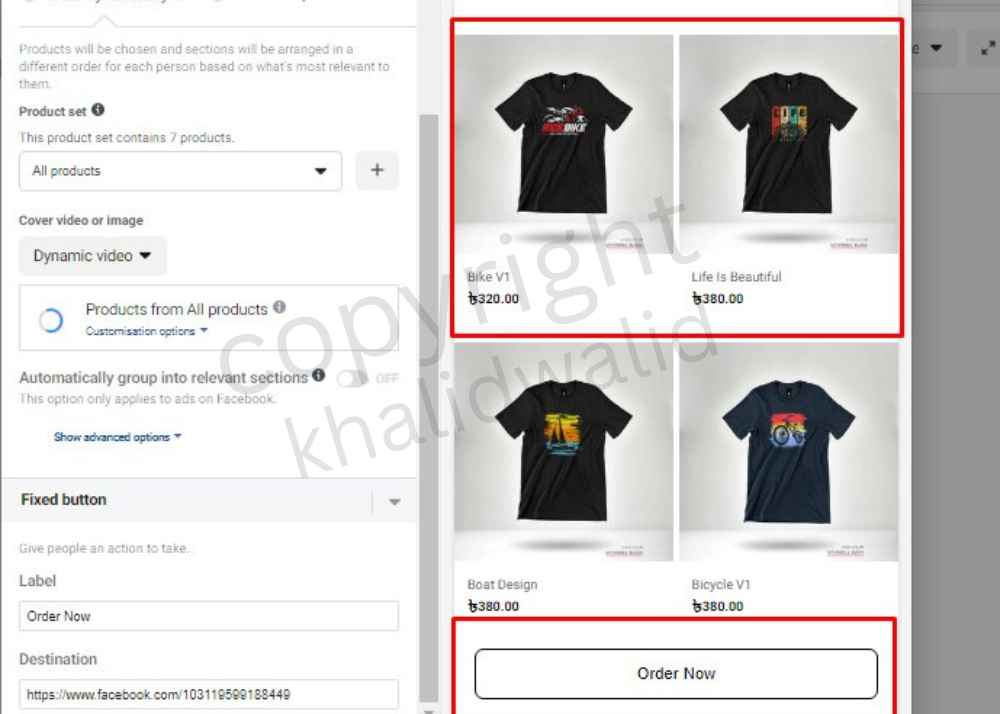 Products will be chosen and sections will be arranged in a
different order for each person based on what's most relevant to
them.
Product set
This product set contains 7 products.
All products
+
Cover video or image
Dynamic video
Products from All products
Customisation options
Automatically group into relevant sections
OFF
This option only applies to ads on Facebook.
Show advanced options
Fixed button
Give people an action to take.
Label
Order Now
Destination
https://www.facebook.com/103119599188449
BIKE
LIFE
Bike V1
Life Is Beautiful
৳320.00
৳380.00
Boat Design
Bicycle V1
৳380.00
৳380.00
Order Now
copyright
khalidwalid